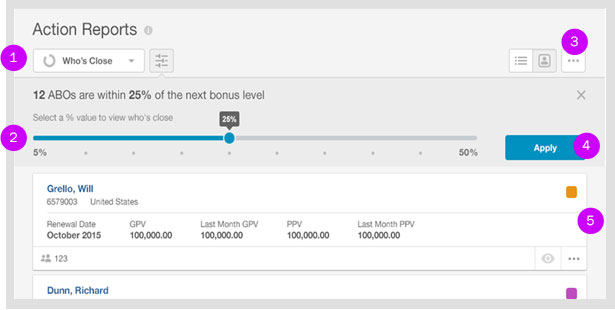 Action Reports
1
Who's Close
3
12 ABOs are within 25% of the next bonus level
Select a % value to view who's close
25%
2
5%
50%
Apply
4
Grello, Will
6579003 United States
5
Renewal Date GPV Last Month GPV PPV Last Month PPV
October 2015 100,000.00 100,000.00 100,000.00 100,000.00
123
Dunn, Richard